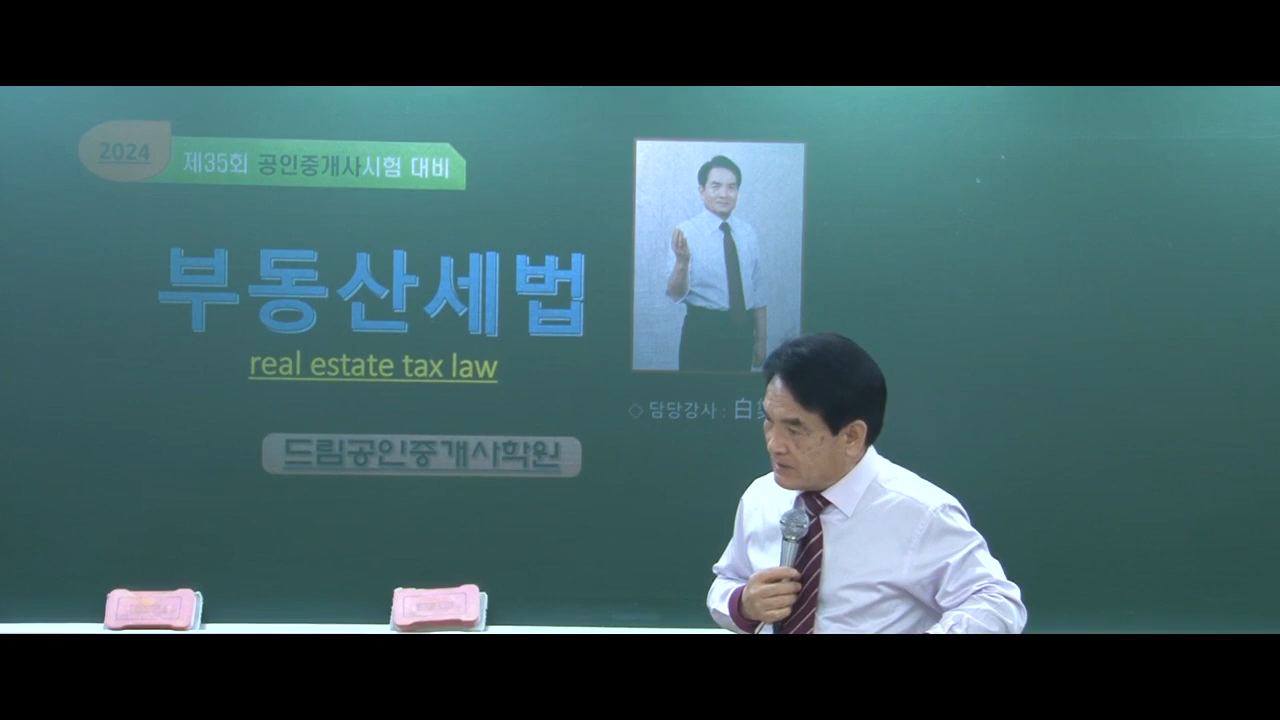 2024
제35회 공인중개사시험 대비
부동산세법
real estate tax law
◇ 담당강사 : 白
드림공인중개사학원